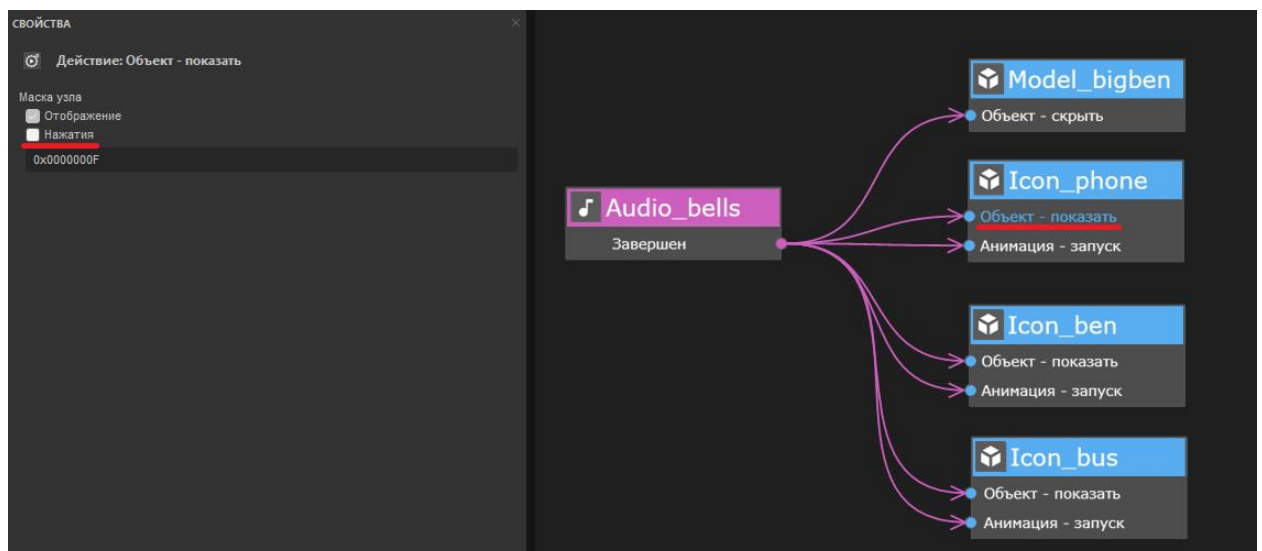 СВОЙСТВА
Действие: Объект - показать
Маска узла
Отображение
Нажатия
0x0000000F
Audio_bells
Завершен
Model_bigben
Объект - скрыть
Icon_phone
Объект - показать
Анимация - запуск
Icon_ben
Объект - показать
Анимация - запуск
Icon_bus
Объект - показать
Анимация - запуск